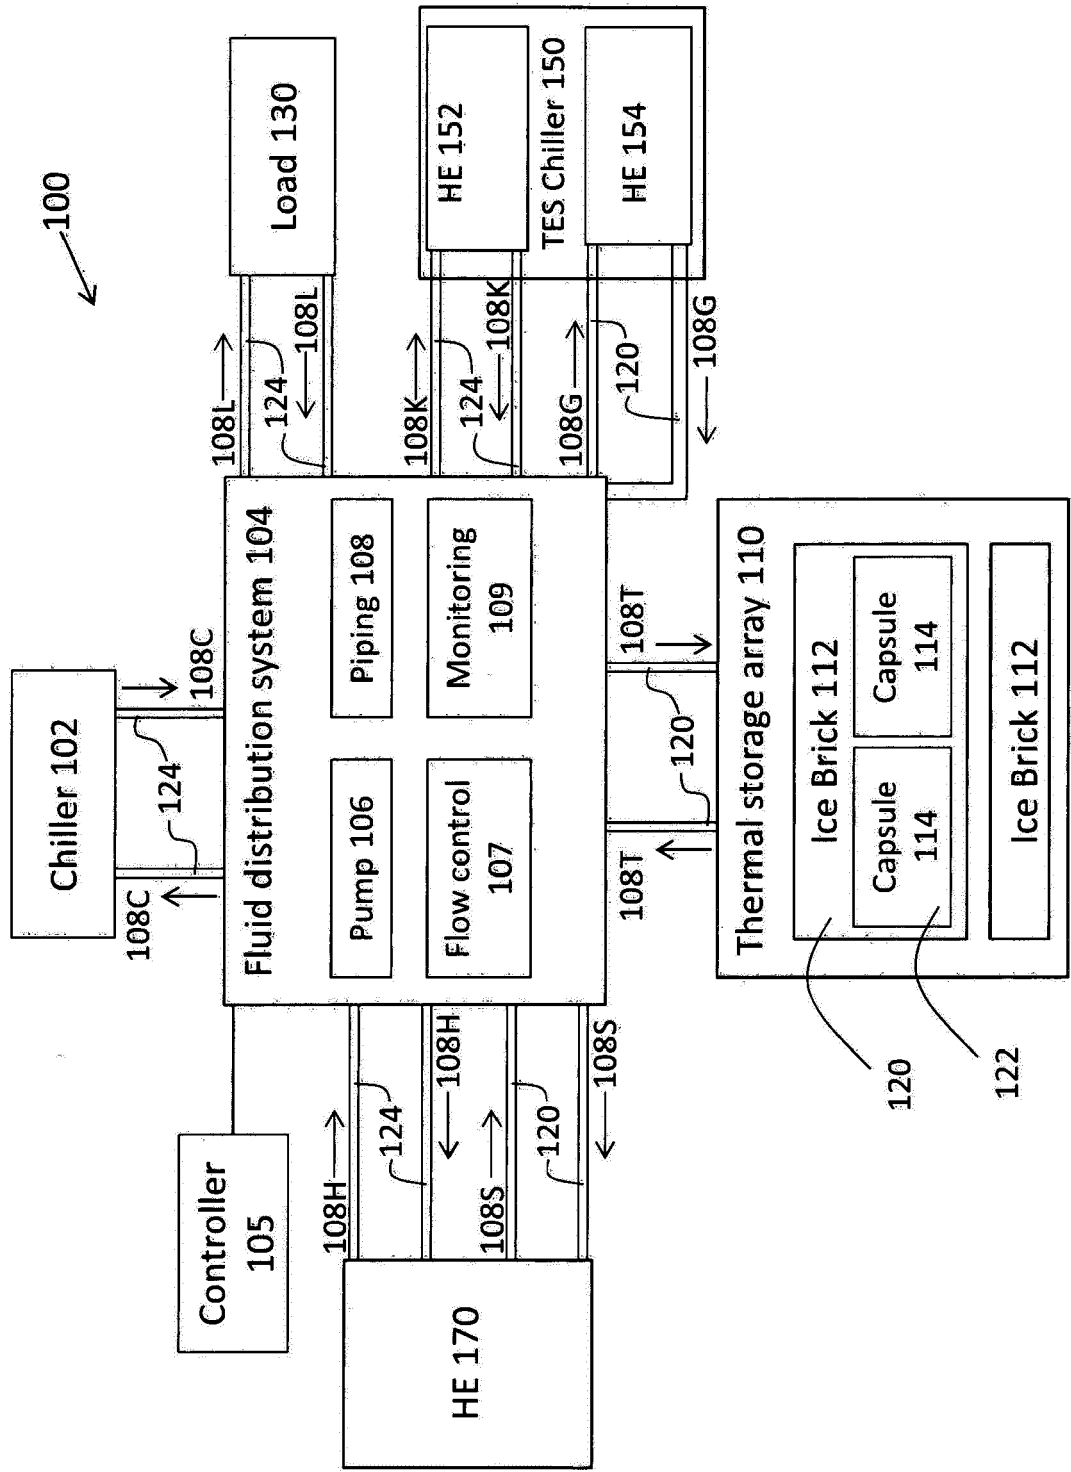 100
Chiller 102
108C
124
108C
Controller
105
Fluid distribution system 104
Pump 106
Piping 108
Flow control
107
Monitoring
109
108L
124
108L
Load 130
108H
124
108H
108S
120
108S
HE 170
108K
124
108K
108G
120
108G
HE 152
TES Chiller 150
HE 154
108T
120
108T
Thermal storage array 110
Ice Brick 112
Capsule
114
Capsule
114
Ice Brick 112
120
122